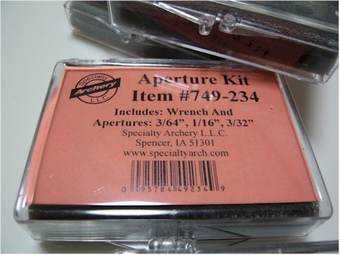 Specialty
Archery
L.L.C.
Aperture Kit
Item #749-234
Includes: Wrench And
Apertures: 3/64", 1/16", 3/32"
Specialty Archery L.L.C.
Spencer, IA 51301
www.specialtyarch.com